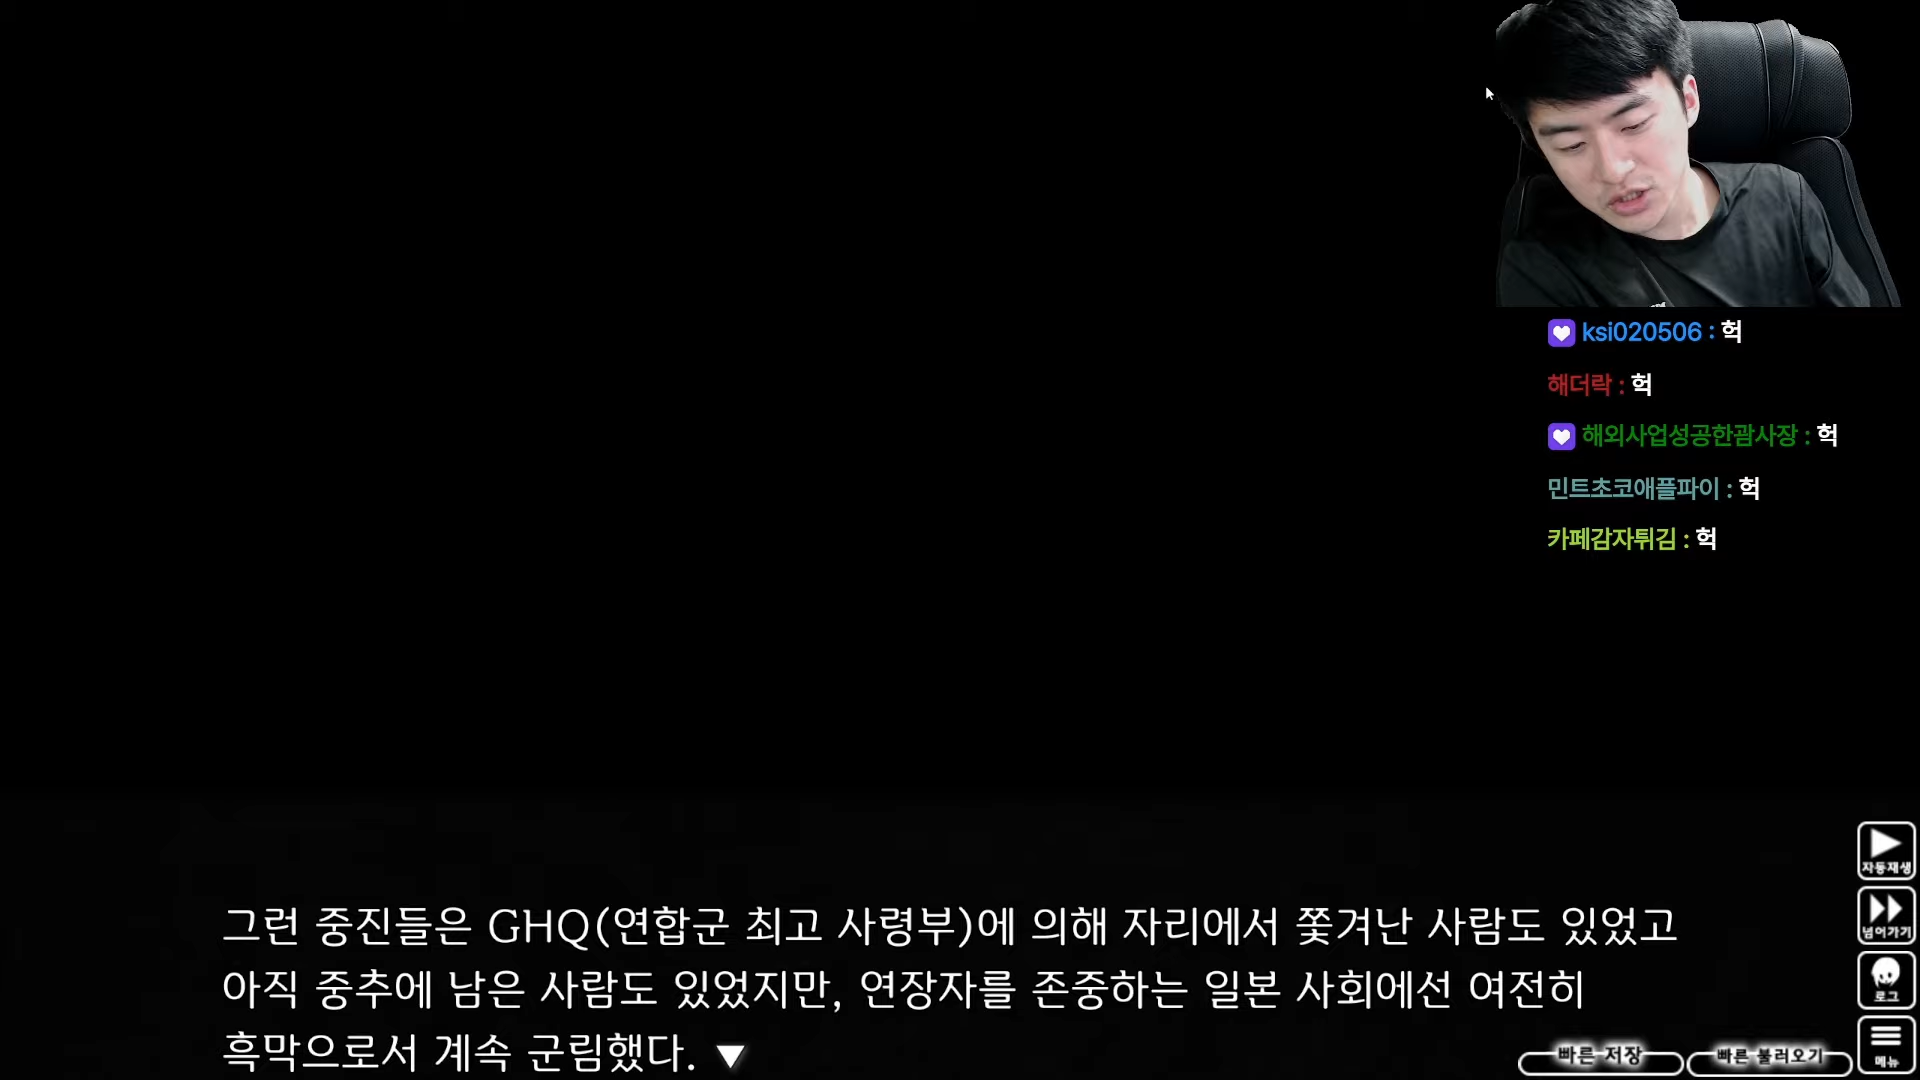 ksi020506 : 헉
해더락 : 헉
해외사업성공한괌사장 : 헉
민트초코애플파이 : 헉
카페감자튀김 : 헉
자동재생
넘어가기
로그
메뉴
그런 중진들은 GHQ(연합군 최고 사령부)에 의해 자리에서 쫓겨난 사람도 있었고
아직 중추에 남은 사람도 있었지만, 연장자를 존중하는 일본 사회에선 여전히
흑막으로서 계속 군림했다. ▼
빠른 저장
빠른 불러오기